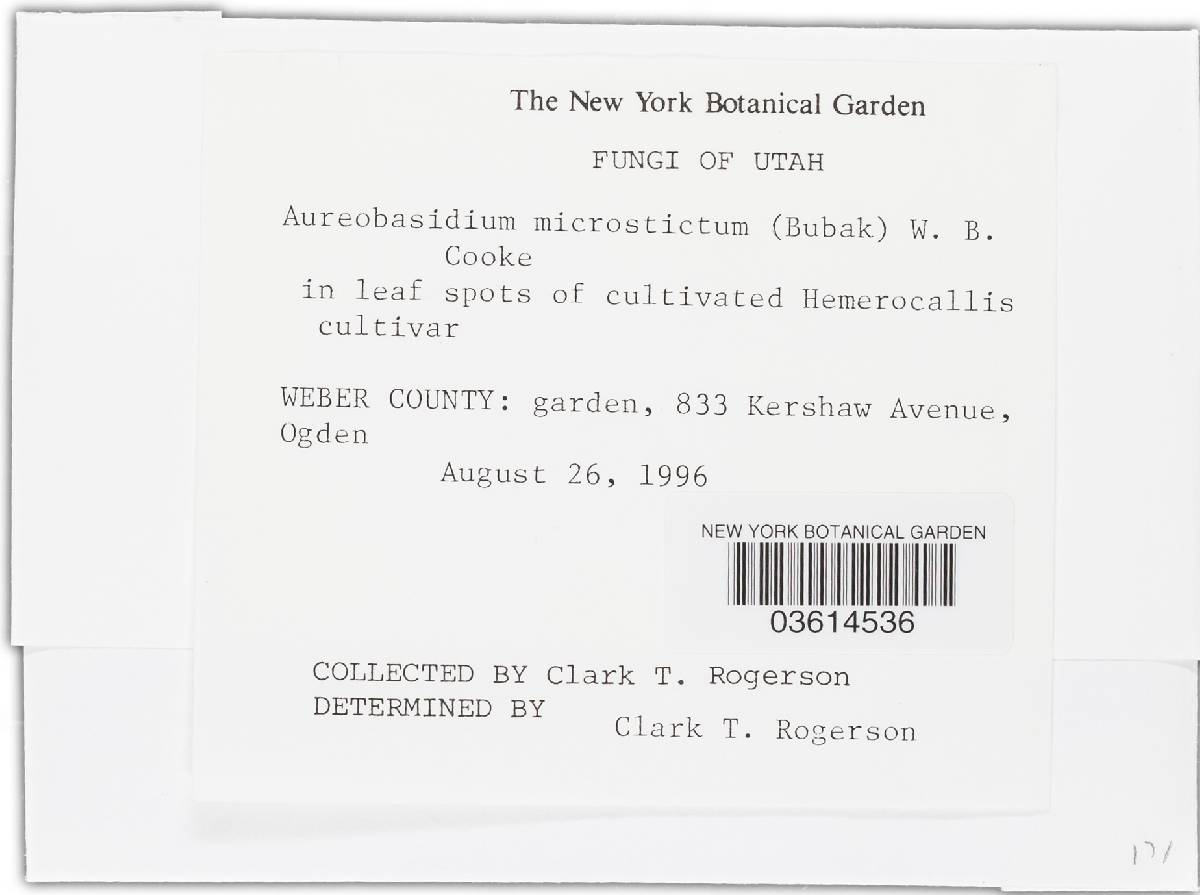 The New York Botanical Garden
FUNGI OF UTAH
Aureobasidium microstictum (Bubak) W. B.
Cooke
in leaf spots of cultivated Hemerocallis
cultivar
WEBER COUNTY: garden, 833 Kershaw Avenue,
Ogden
August 26, 1996
NEW YORK BOTANICAL GARDEN
03614536
COLLECTED BY Clark T. Rogerson
DETERMINED BY
Clark T. Rogerson